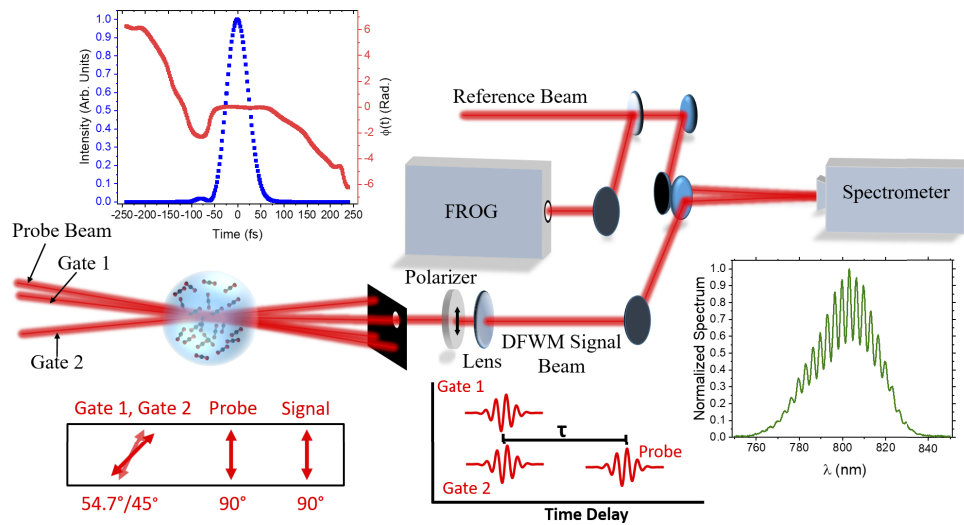 Intensity (Arb. Units)
1.0
0.9
0.8
0.7
0.6
0.5
0.4
0.3
0.2
0.1
0.0
-250-200-150-100 -50 0 50 100 150 200 250
Time (fs)
6
4
2
0
-2
-4
-6
ϕ(t) (Rad.)
Reference Beam
FROG
Spectrometer
Probe Beam
Gate 1
Gate 2
Polarizer
Lens
DFWM Signal
Beam
Gate 1, Gate 2 Probe Signal
54.7°/45° 90° 90°
Gate 1
τ
Probe
Gate 2
Time Delay
Normalized Spectrum
1.0
0.9
0.8
0.7
0.6
0.5
0.4
0.3
0.2
0.1
0.0
760 780 800 820 840
λ (nm)